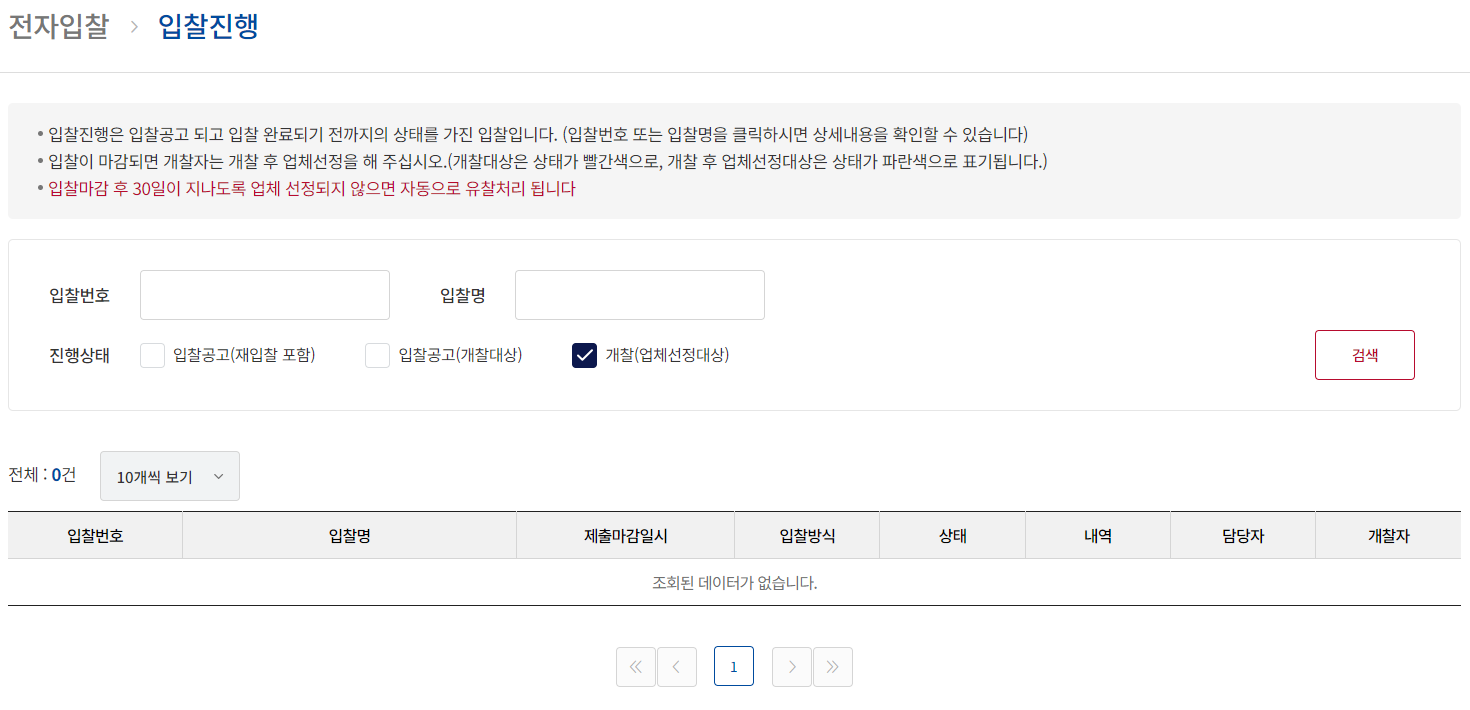 전자입찰 > 입찰진행
• 입찰진행은 입찰공고 되고 입찰 완료되기 전까지의 상태를 가진 입찰입니다. (입찰번호 또는 입찰명을 클릭하시면 상세내용을 확인할 수 있습니다)
• 입찰이 마감되면 개찰자는 개찰 후 업체선정을 해 주십시오.(개찰대상은 상태가 빨간색으로, 개찰 후 업체선정대상은 상태가 파란색으로 표기됩니다.)
• 입찰마감 후 30일이 지나도록 업체 선정되지 않으면 자동으로 유찰처리 됩니다
입찰번호 입찰명
진행상태 입찰공고(재입찰 포함) 입찰공고(개찰대상) 개찰(업체선정대상) 검색
전체 : 0건 10개씩 보기
입찰번호 입찰명 제출마감일시 입찰방식 상태 내역 담당자 개찰자
조회된 데이터가 없습니다.
1